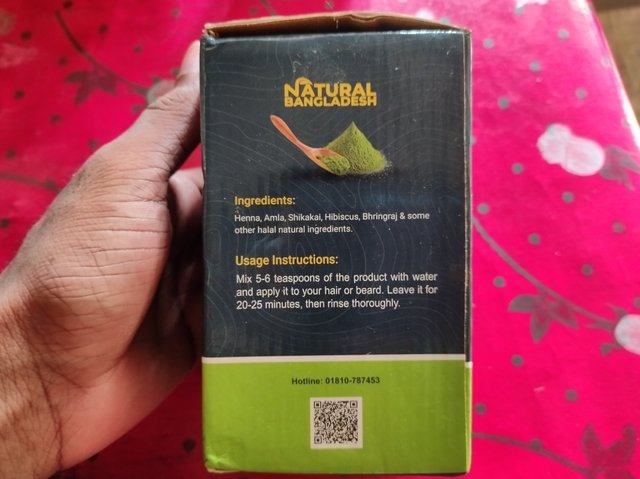 NATURAL
BANGLADESH
Ingredients:
Henna, Amla, Shikakai, Hibiscus, Bhringraj & some
other halal natural ingredients.
Usage Instructions:
Mix 5-6 teaspoons of the product with water
and apply it to your hair or beard. Leave it for
20-25 minutes, then rinse thoroughly.
Hotline: 01810-787453